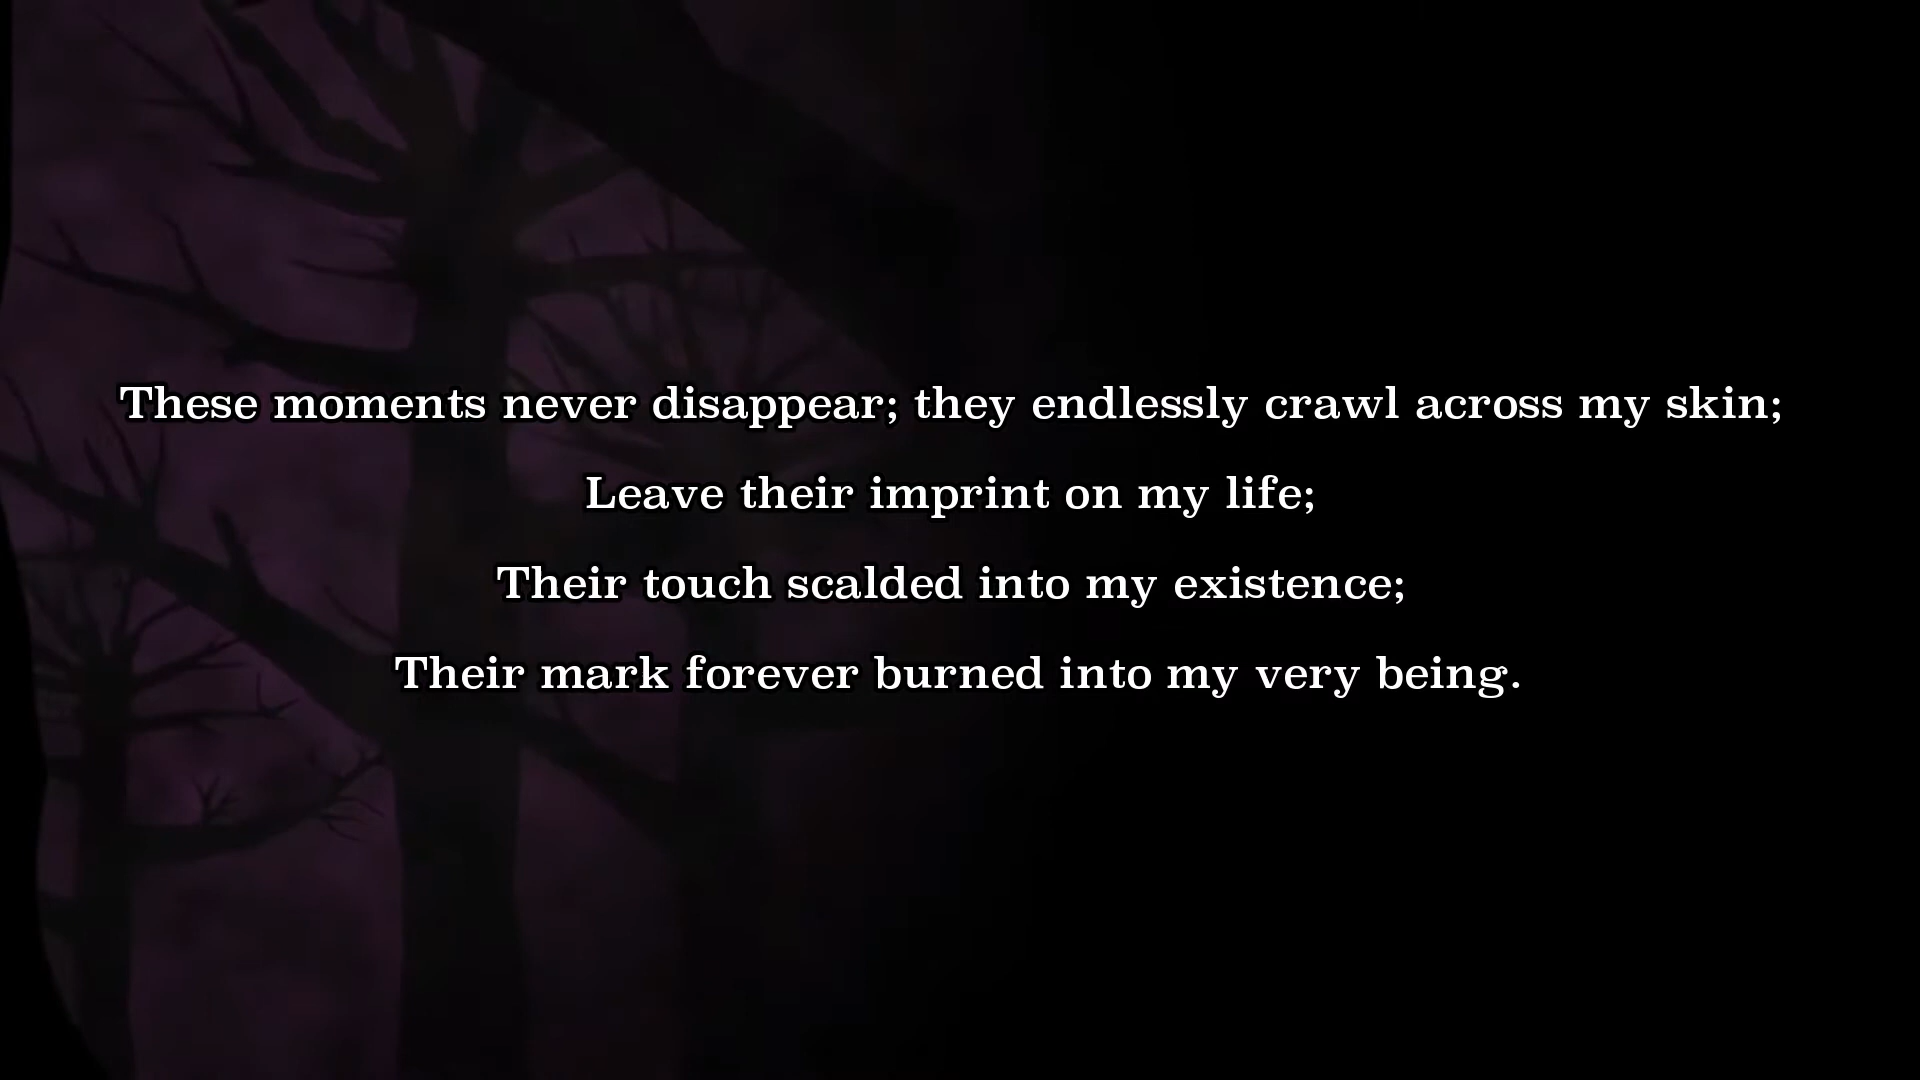 These moments never disappear; they endlessly crawl across my skin;
Leave their imprint on my life;
Their touch scalded into my existence;
Their mark forever burned into my very being.